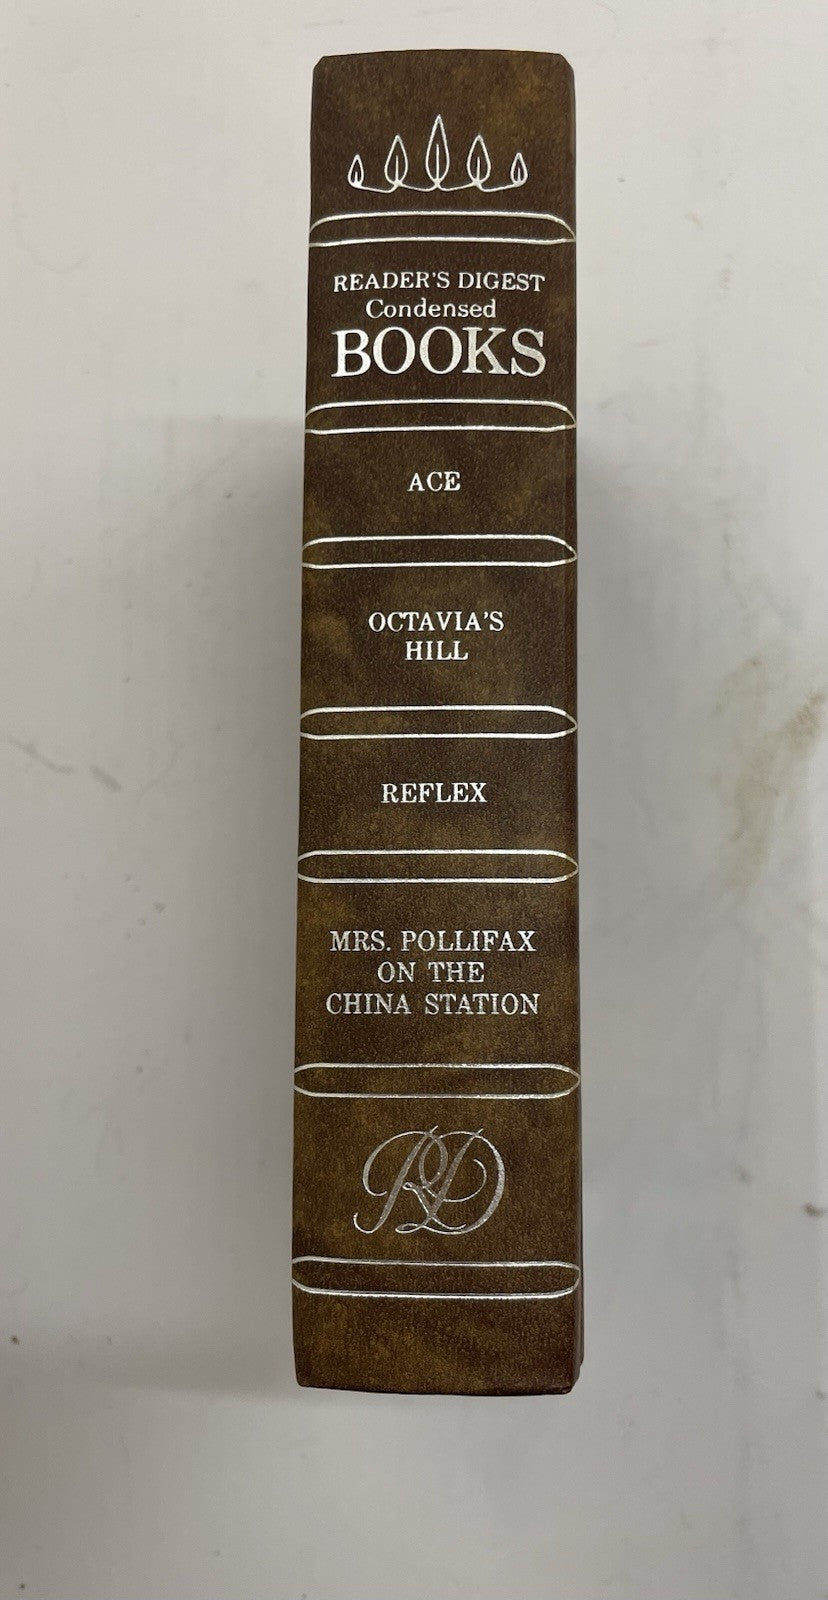 READER'S DIGEST
Condensed
BOOKS
ACE
OCTAVIA'S
HILL
REFLEX
MRS. POLLIFAX
ON THE
CHINA STATION
RD